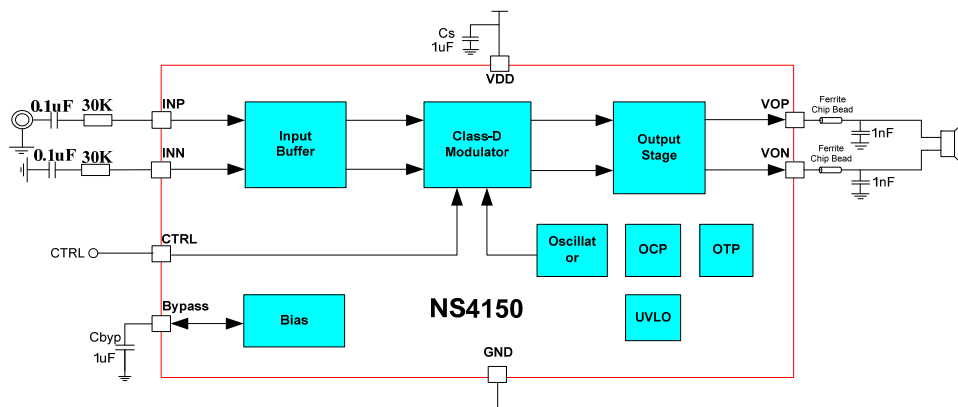 Cs
1uF
VDD
0.1uF 30K
INP
0.1uF 30K
INN
Input
Buffer
Class-D
Modulator
Output
Stage
VOP
Ferrite
Chip Bead
1nF
VON
Ferrite
Chip Bead
1nF
CTRL
CTRL
Oscillat
or
OCP
OTP
Bypass
Bias
NS4150
UVLO
Cbyp
1uF
GND